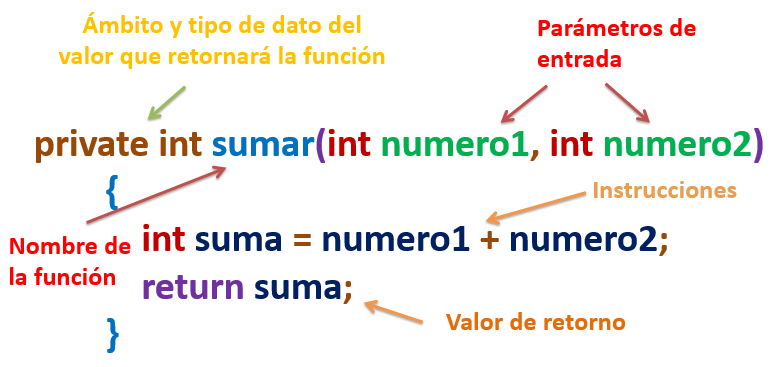 Ámbito y tipo de dato del
valor que retornará la función
Parámetros de
entrada
private int sumar(int numero1, int numero2)
{
Instrucciones
int suma = numero1 + numero2;
Nombre de
la función
return suma;
Valor de retorno
}